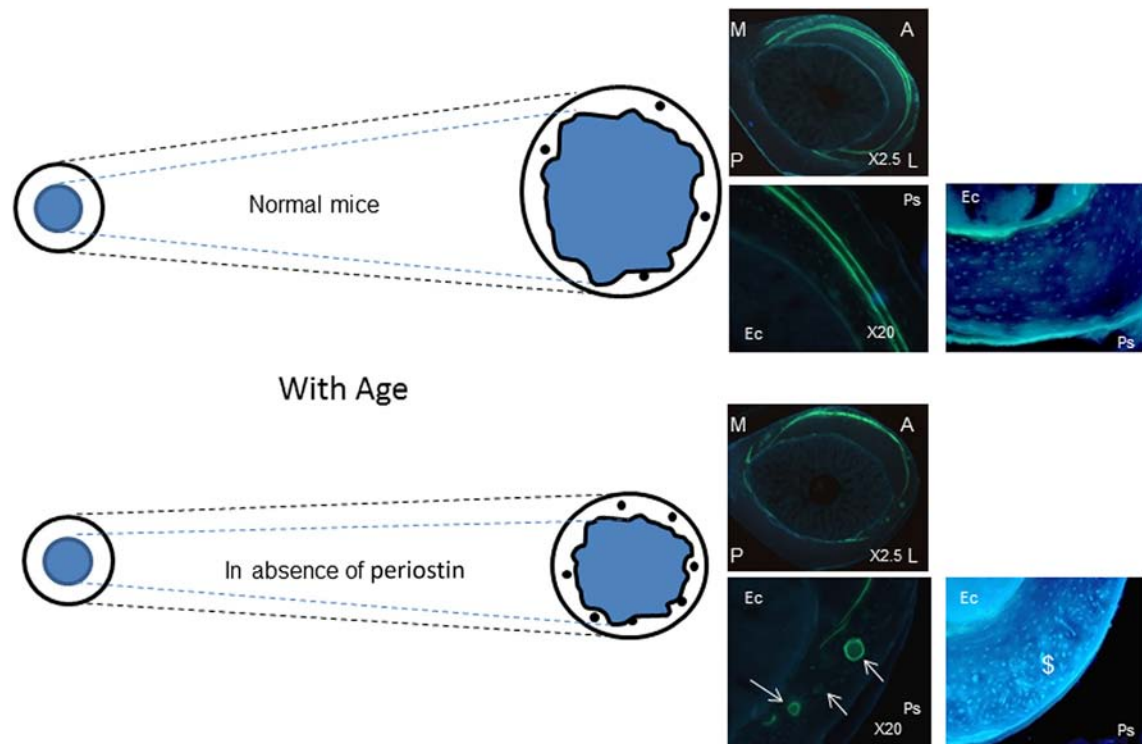 M
A
P
X2.5 L
Normal mice
Ps
Ec
X20
Ec
Ps
With Age
M
A
P
X2.5 L
In absence of periostin
Ec
Ps
X20
Ec
$
Ps